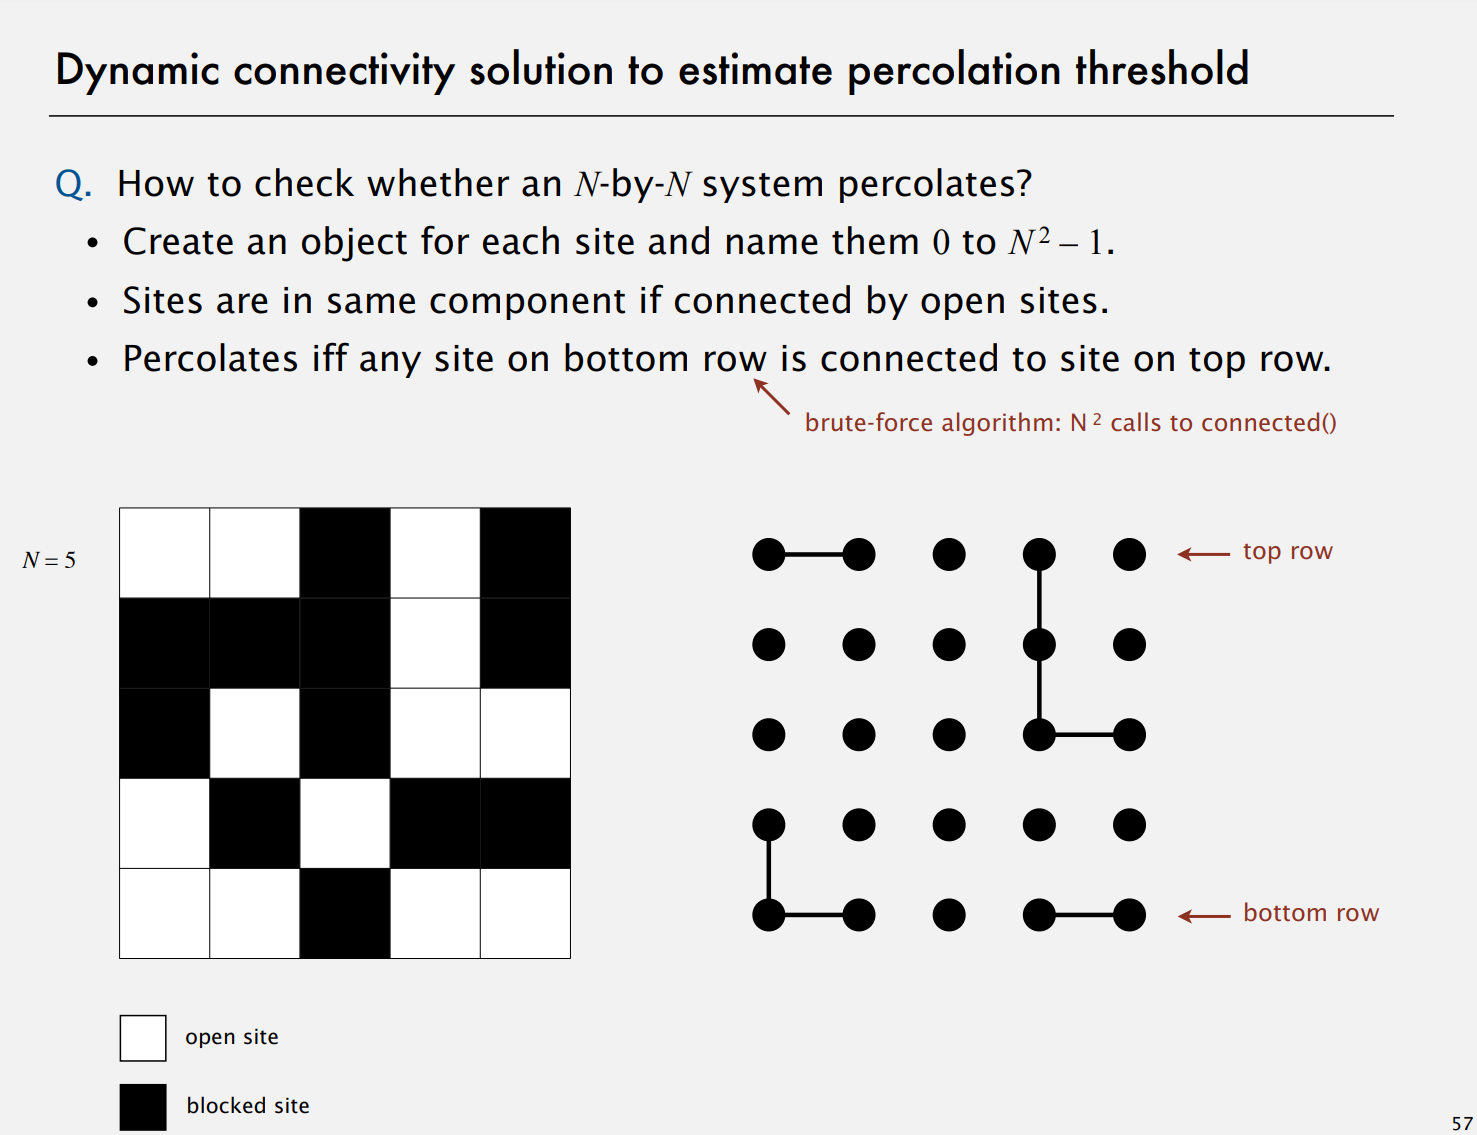 Dynamic connectivity solution to estimate percolation threshold
Q. How to check whether an N-by-N system percolates?
• Create an object for each site and name them 0 to N² – 1.
• Sites are in same component if connected by open sites.
• Percolates iff any site on bottom row is connected to site on top row.
brute-force algorithm: N ² calls to connected()
N = 5
top row
bottom row
open site
blocked site
57